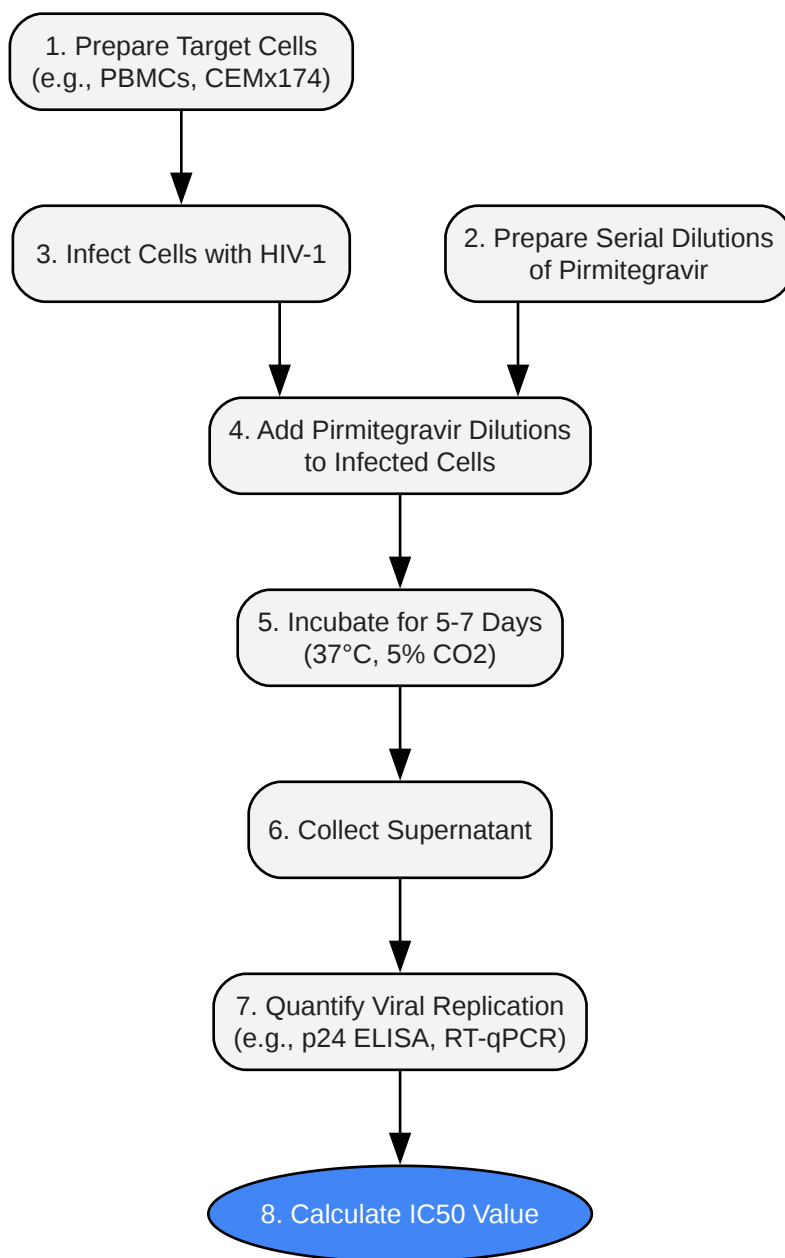 1. Prepare Target Cells
(e.g., PBMCs, CEMx174)
3. Infect Cells with HIV-1
2. Prepare Serial Dilutions
of Pirmitegravir
4. Add Pirmitegravir Dilutions
to Infected Cells
5. Incubate for 5-7 Days
(37°C, 5% CO2)
6. Collect Supernatant
7. Quantify Viral Replication
(e.g., p24 ELISA, RT-qPCR)
8. Calculate IC50 Value